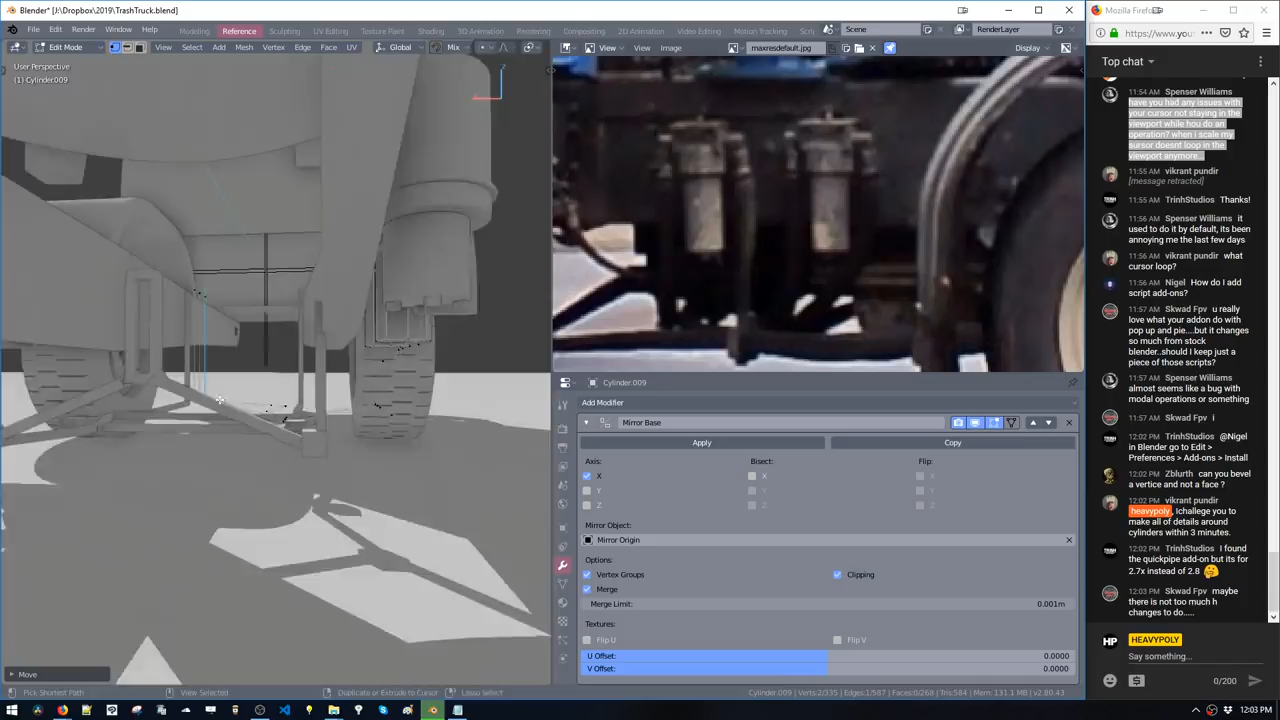 Blender* [J:\Dropbox\2019\TrashTruck.blend]
File Edit Render Window Help
Modeling Reference Sculpting UV Editing Texture Paint Shading Animation Rendering Compositing 2D Animation Video Editing Motion Tracking Scene RenderLayer
Edit Mode View Select Add Mesh Vertex Edge Face UV Global Mix
View Image maxresdefault.jpg Display
User Perspective
(1) Cylinder.009
Cylinder.009
Add Modifier
Mirror Base
Apply Copy
Axis: Bisect: Flip:
X X X
Y Y Y
Z Z Z
Mirror Object:
Mirror Origin
Options:
Vertex Groups Clipping
Merge
Merge Limit: 0.001m
Textures:
Flip U Flip V
U Offset: 0.0000
V Offset: 0.0000
Move
Pick Shortest Path View Selected Duplicate or Extrude to Cursor Lasso Select Cylinder.009 | Verts:2/335 | Edges:1/587 | Faces:0/268 | Tris:584 | Mem: 131.1 MB | v2.80.43
Mozilla Firefo
https://www.you
Top chat
11:54 AM Spenser Williams
have you had any issues with
your cursor not staying in the
viewport while hou do an
operation? when i scale my
sursor doesnt loop in the
viewport anymore...
11:55 AM vikrant pundir
[message retracted]
11:55 AM TrinhStudios Thanks!
11:56 AM Spenser Williams it
used to do it by default, its been
annoying me the last few days
11:56 AM vikrant pundir what
cursor loop?
11:56 AM Nigel How do I add
script add-ons?
11:57 AM Skwad Fpv u really
love what your addon do with
pop up and pie....but it changes
so much from stock
blender..should I keep just a
piece of those scripts?
11:57 AM Spenser Williams
almost seems like a bug with
modal operations or something
11:57 AM Skwad Fpv i
12:02 PM TrinhStudios @Nigel
in Blender go to Edit >
Preferences > Add-ons > Install
12:02 PM Zblurth can you bevel
a vertice and not a face ?
12:02 PM vikrant pundir
heavypoly, Ichallege you to
make all of details around
cylinders within 3 minutes.
12:02 PM TrinhStudios I found
the quickpipe add-on but its for
2.7x instead of 2.8
12:03 PM Skwad Fpv maybe
there is not too much h
changes to do.....
HP HEAVYPOLY
Say something...
0/200
12:03 PM